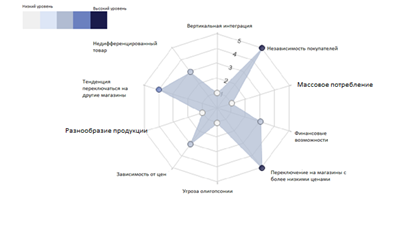 Низкий уровень
Высокий уровень
Вертикальная интеграция
5
4
3
2
Недифференцированный
товар
Независимость покупателей
Тенденция
переключаться на
другие магазины
Массовое потребление
Разнообразие продукции
Финансовые
возможности
Зависимость от цен
Переключение на магазины с
более низкими ценами
Угроза олигопсонии